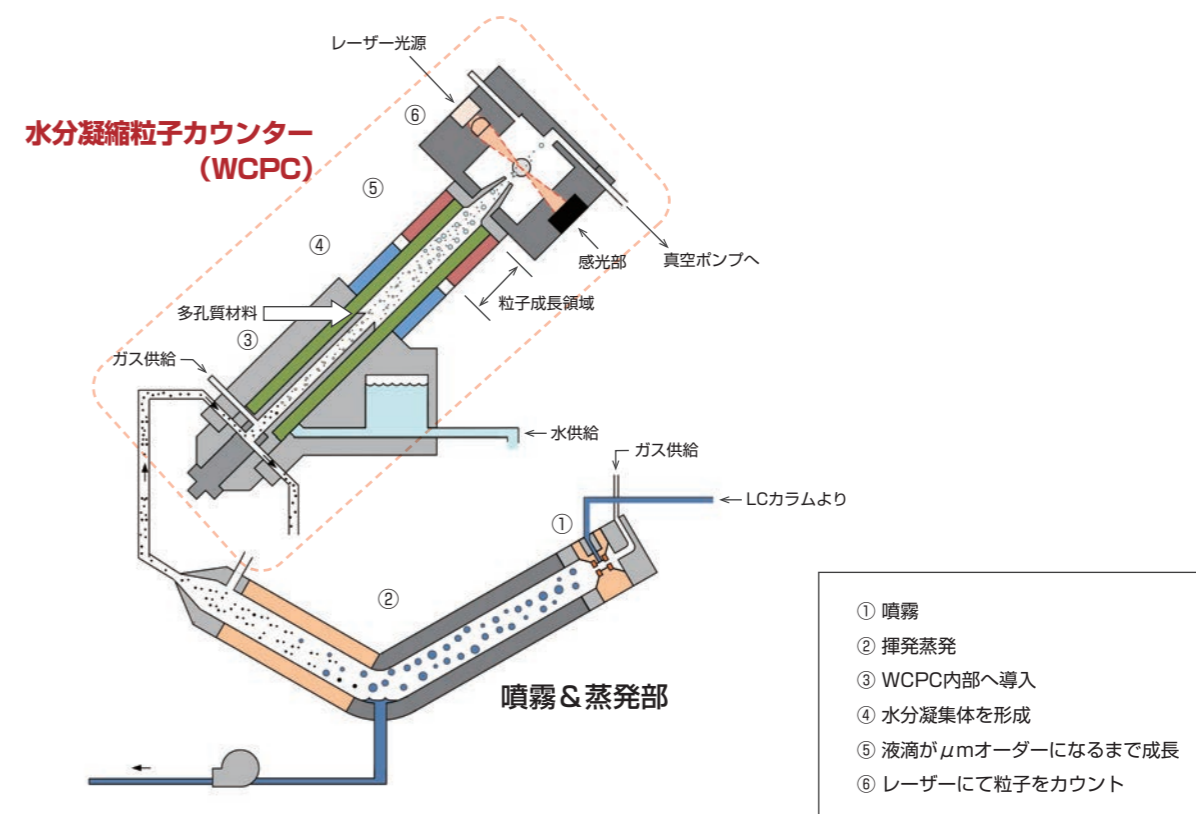 レーザー光源
⑥
水分凝縮粒子カウンター
（WCPC）
⑤
④
感光部
真空ポンプへ
粒子成長領域
多孔質材料
③
ガス供給
水供給
ガス供給
LCカラムより
①
②
噴霧＆蒸発部
① 噴霧
② 揮発蒸発
③ WCPC内部へ導入
④ 水分凝集体を形成
⑤ 液滴がμmオーダーになるまで成長
⑥ レーザーにて粒子をカウント